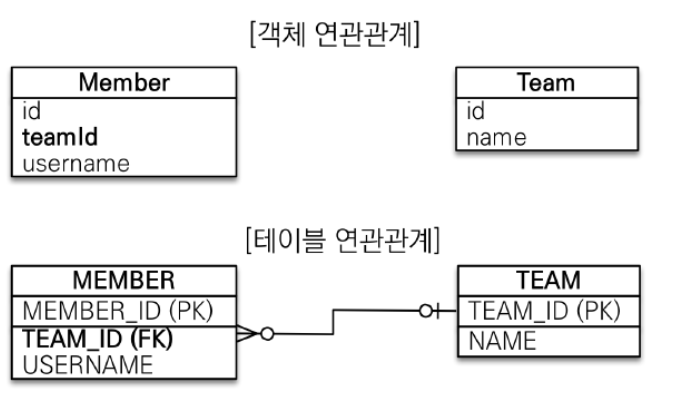 [객체 연관관계]
Member
id
teamId
username
Team
id
name
[테이블 연관관계]
MEMBER
MEMBER_ID (PK)
TEAM_ID (FK)
USERNAME
TEAM
TEAM_ID (PK)
NAME